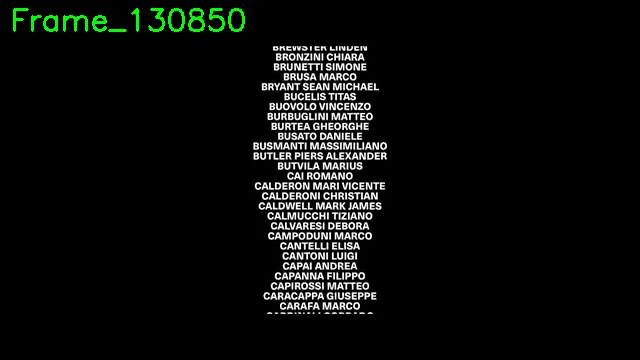 Frame_130850
BREWSTER LINDEN
BRONZINI CHIARA
BRUNETTI SIMONE
BRUSA MARCO
BRYANT SEAN MICHAEL
BUCELIS TITAS
BUOVOLO VINCENZO
BURBUGLINI MATTEO
BURTEA GHEORGHE
BUSATO DANIELE
BUSMANTI MASSIMILIANO
BUTLER PIERS ALEXANDER
BUTVILA MARIUS
CAI ROMANO
CALDERON MARI VICENTE
CALDERONI CHRISTIAN
CALDWELL MARK JAMES
CALMUCCHI TIZIANO
CALVARESI DEBORA
CAMPODUNI MARCO
CANTELLI ELISA
CANTONI LUIGI
CAPAI ANDREA
CAPANNA FILIPPO
CAPIROSSI MATTEO
CARACAPPA GIUSEPPE
CARAFA MARCO